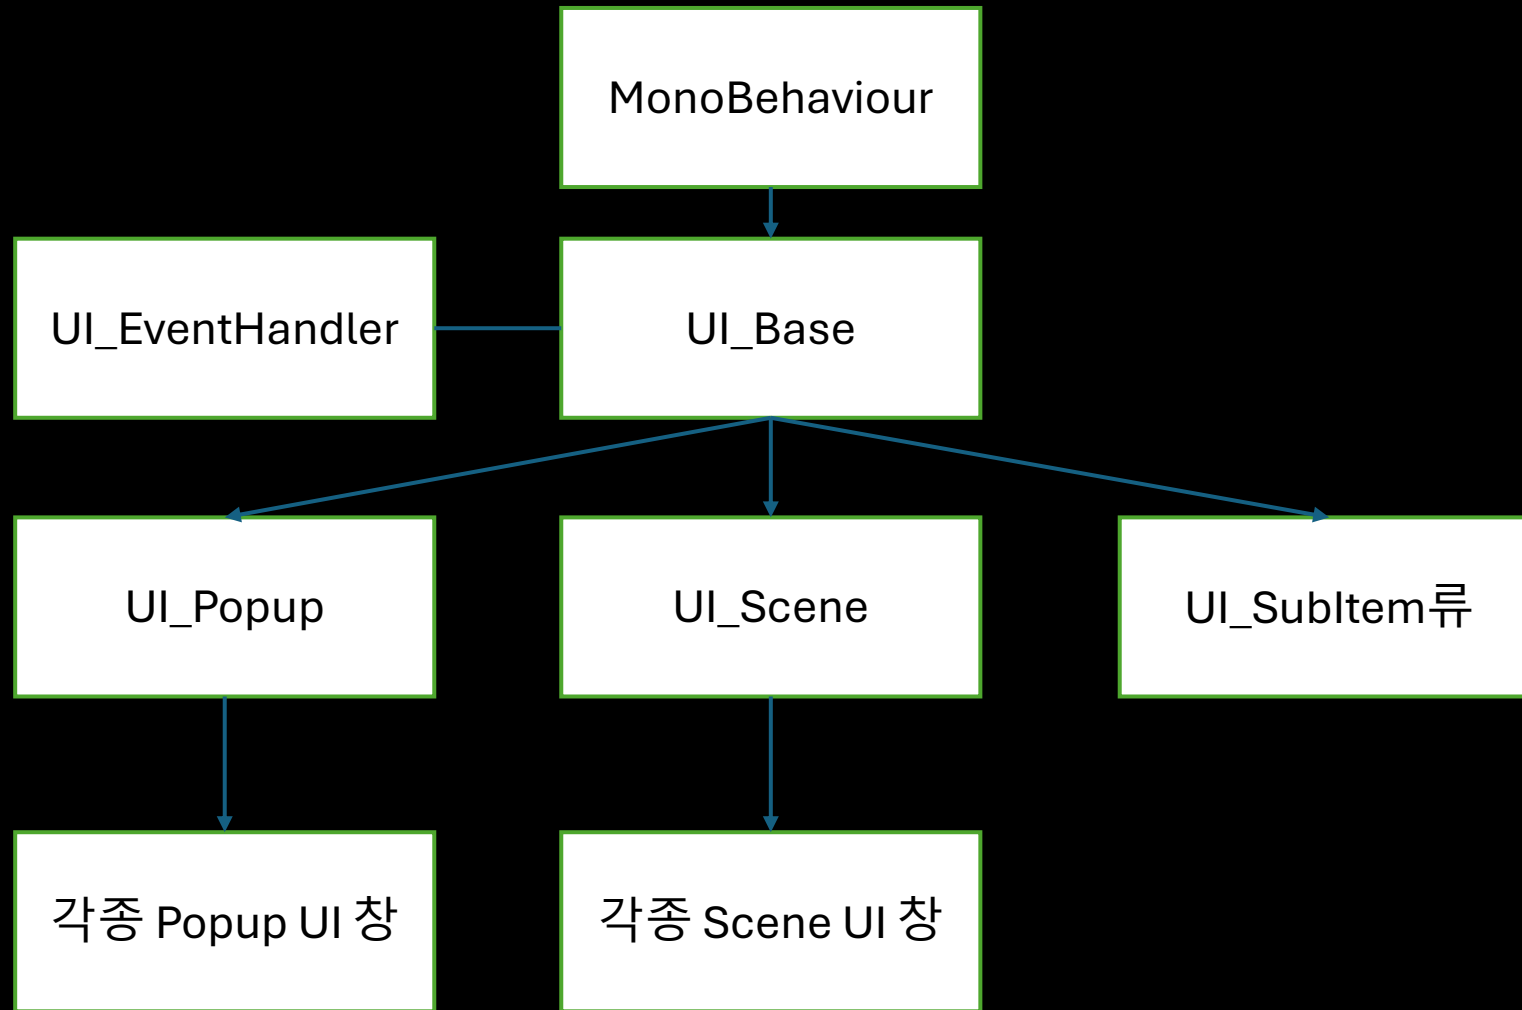 MonoBehaviour
UI_EventHandler
UI_Base
UI_Popup
UI_Scene
UI_SubItem류
각종 Popup UI 창
각종 Scene UI 창